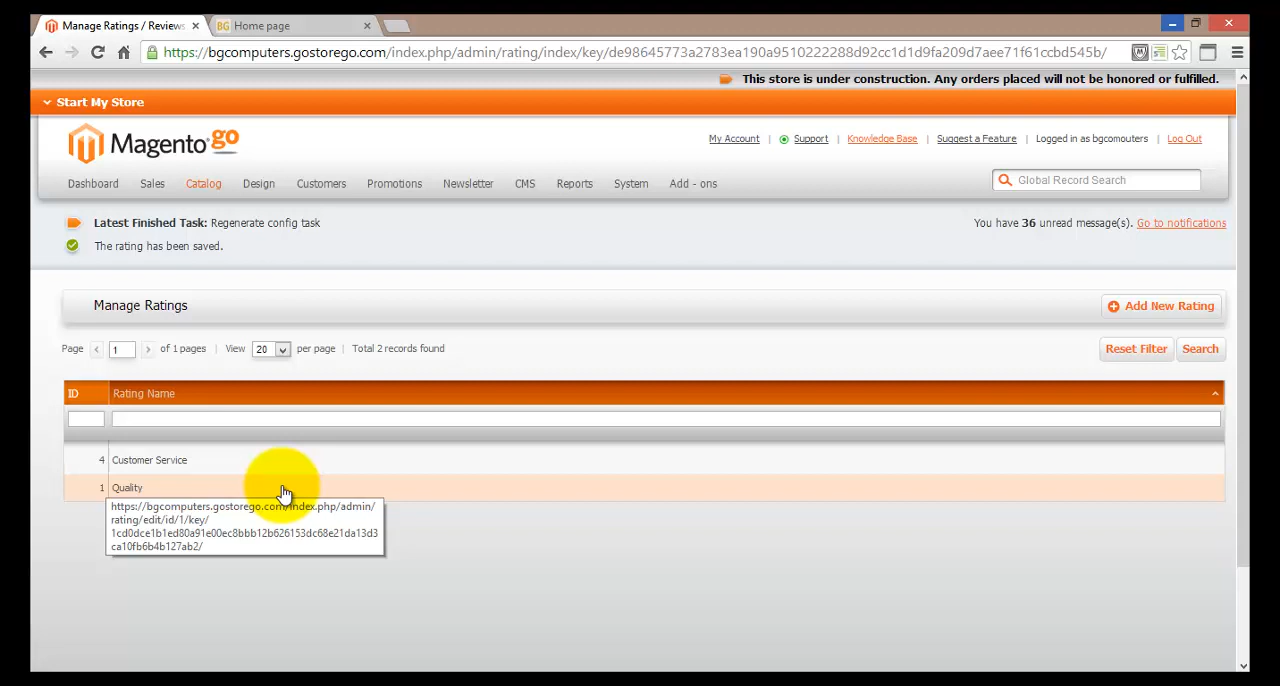 Manage Ratings / Reviews
BG Home page
https://bgcomputers.gostorego.com/index.php/admin/rating/index/key/de98645773a2783ea190a9510222288d92cc1d1d9fa209d7aee71f61ccbd545b/
This store is under construction. Any orders placed will not be honored or fulfilled.
Start My Store
Magento go
My Account | Support | Knowledge Base | Suggest a Feature | Logged in as bgcomouters | Log Out
Dashboard Sales Catalog Design Customers Promotions Newsletter CMS Reports System Add - ons
Global Record Search
Latest Finished Task: Regenerate config task
You have 36 unread message(s). Go to notifications
The rating has been saved.
Manage Ratings
Add New Rating
Page 1 of 1 pages | View 20 per page | Total 2 records found
Reset Filter Search
ID Rating Name
4 Customer Service
1 Quality
https://bgcomputers.gostorego.com/index.php/admin/
rating/edit/id/1/key/
1cd0dce1b1ed80a91e00ec8bbb12b626153dc68e21da13d3
ca10fb6b4b127ab2/